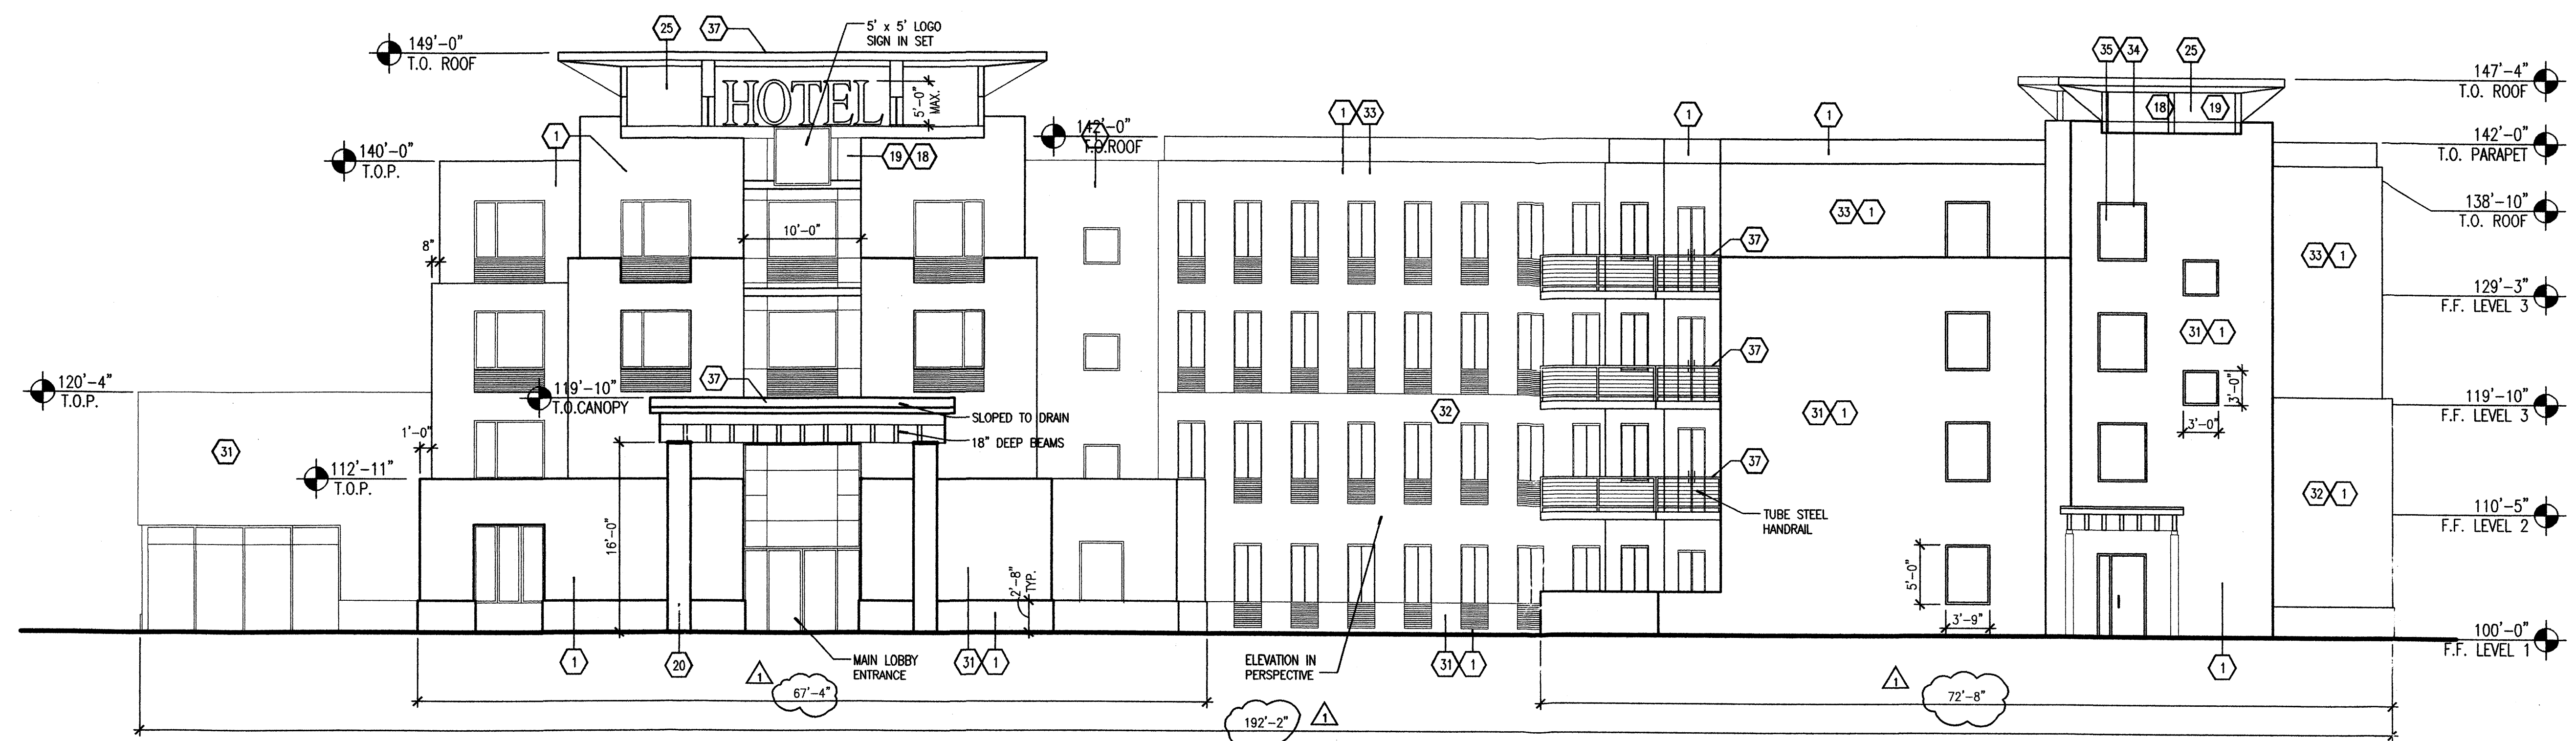 25
37
5' x 5' LOGO
SIGN IN SET
149'-0"
T.O. ROOF
HOTEL
5'-0"
MAX.
35
34
25
147'-4"
T.O. ROOF
18
19
1
140'-0"
T.O.P.
19
18
142'-0"
T.O.ROOF
1
33
1
1
142'-0"
T.O. PARAPET
8"
10'-0"
33
1
37
138'-10"
T.O. ROOF
33
1
129'-3"
F.F. LEVEL 3
31
1
120'-4"
T.O.P.
37
119'-10"
T.O.CANOPY
SLOPED TO DRAIN
18" DEEP BEAMS
32
37
31
1
3'-0"
3'-0"
119'-10"
F.F. LEVEL 3
1'-0"
31
112'-11"
T.O.P.
16'-0"
37
TUBE STEEL
HANDRAIL
32
1
110'-5"
F.F. LEVEL 2
2'-8"
TYP.
5'-0"
3'-9"
100'-0"
F.F. LEVEL 1
1
20
MAIN LOBBY
ENTRANCE
31
1
ELEVATION IN
PERSPECTIVE
31
1
1
1
67'-4"
1
72'-8"
192'-2"
1